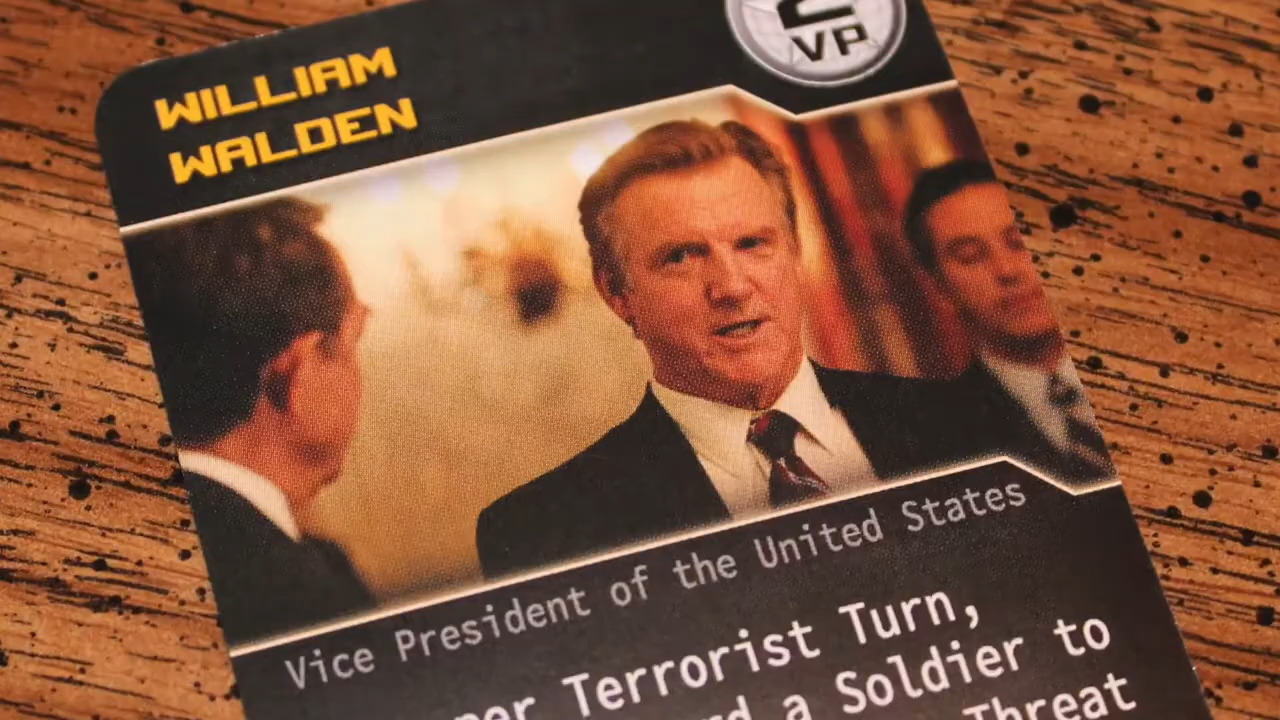 2
VP
WILLIAM
WALDEN
Vice President of the United States
Terrorist Turn,
a Soldier to
Threat